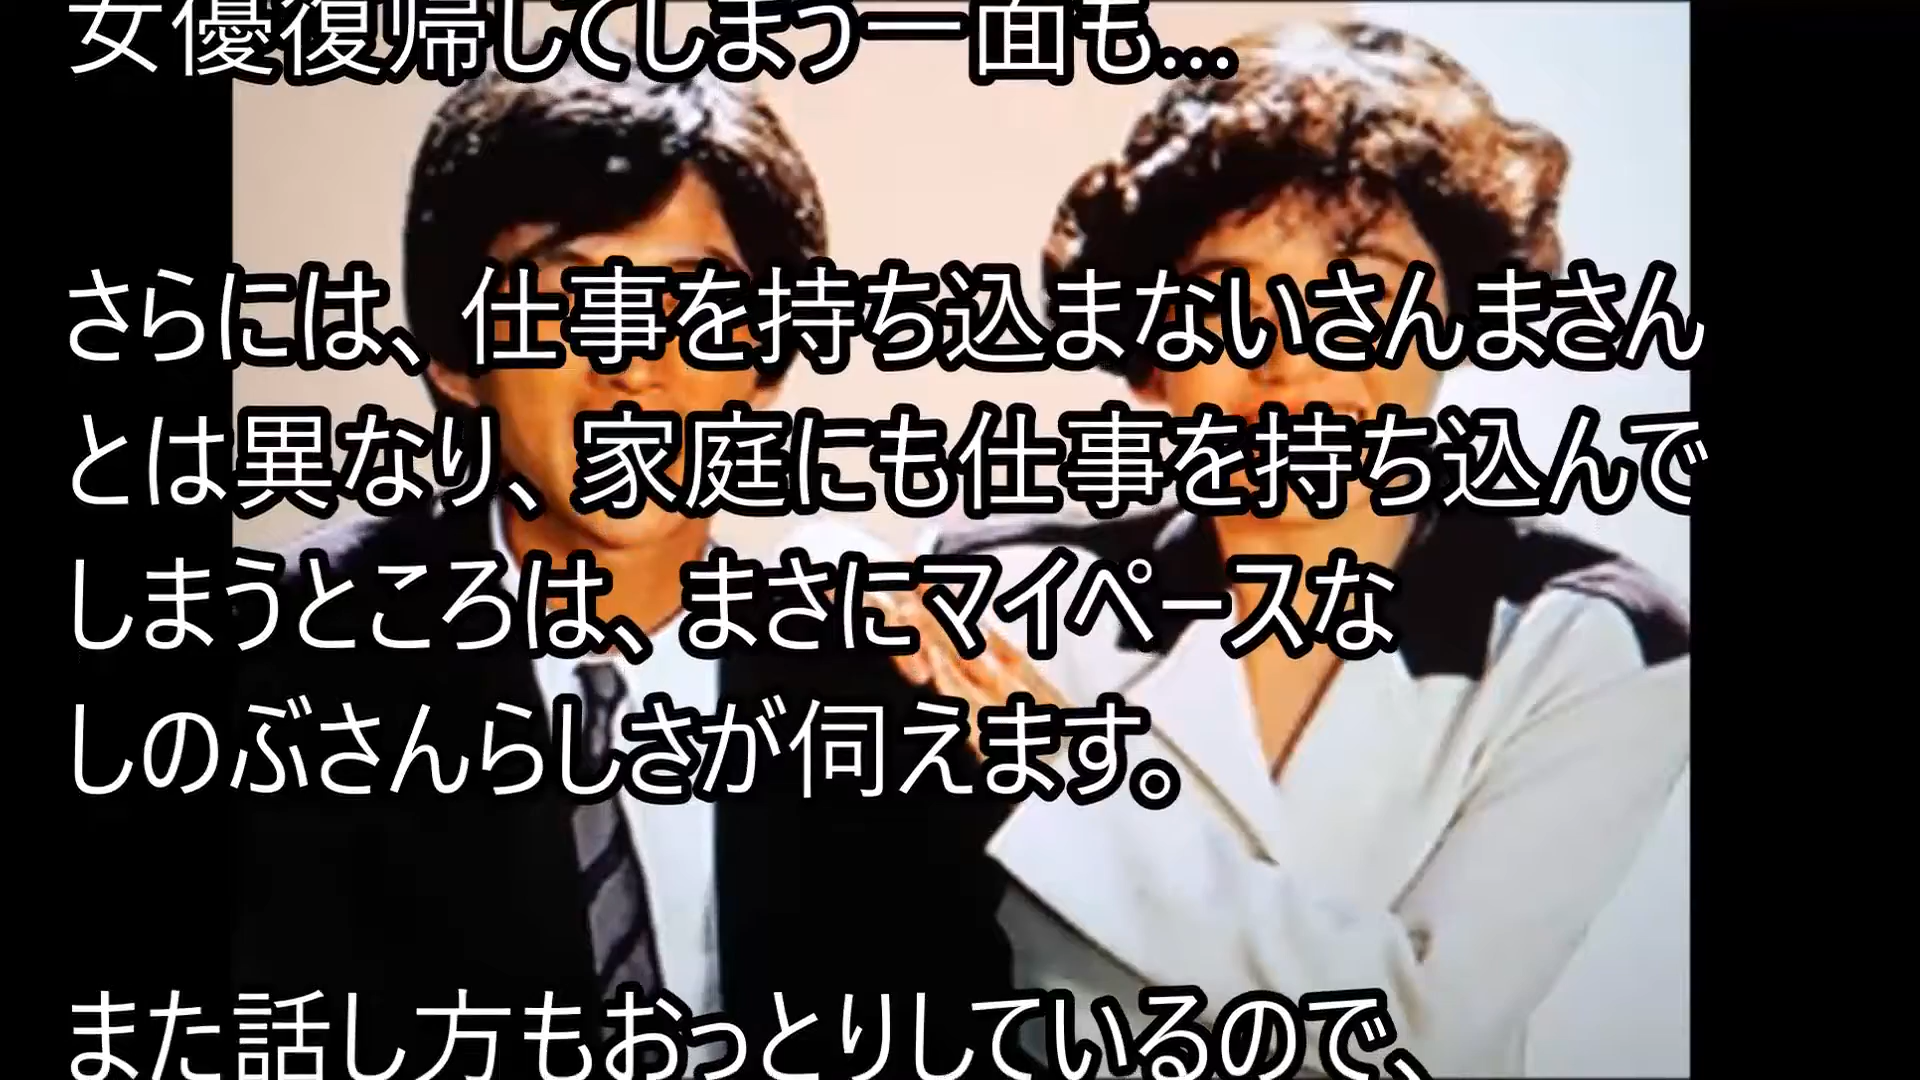 女優復帰してしまう一面も...
さらには、仕事を持ち込まないさんまさん
とは異なり、家庭にも仕事を持ち込んで
しまうところは、まさにマイペースな
しのぶさんらしさが伺えます。
また話し方もおっとりしているので、